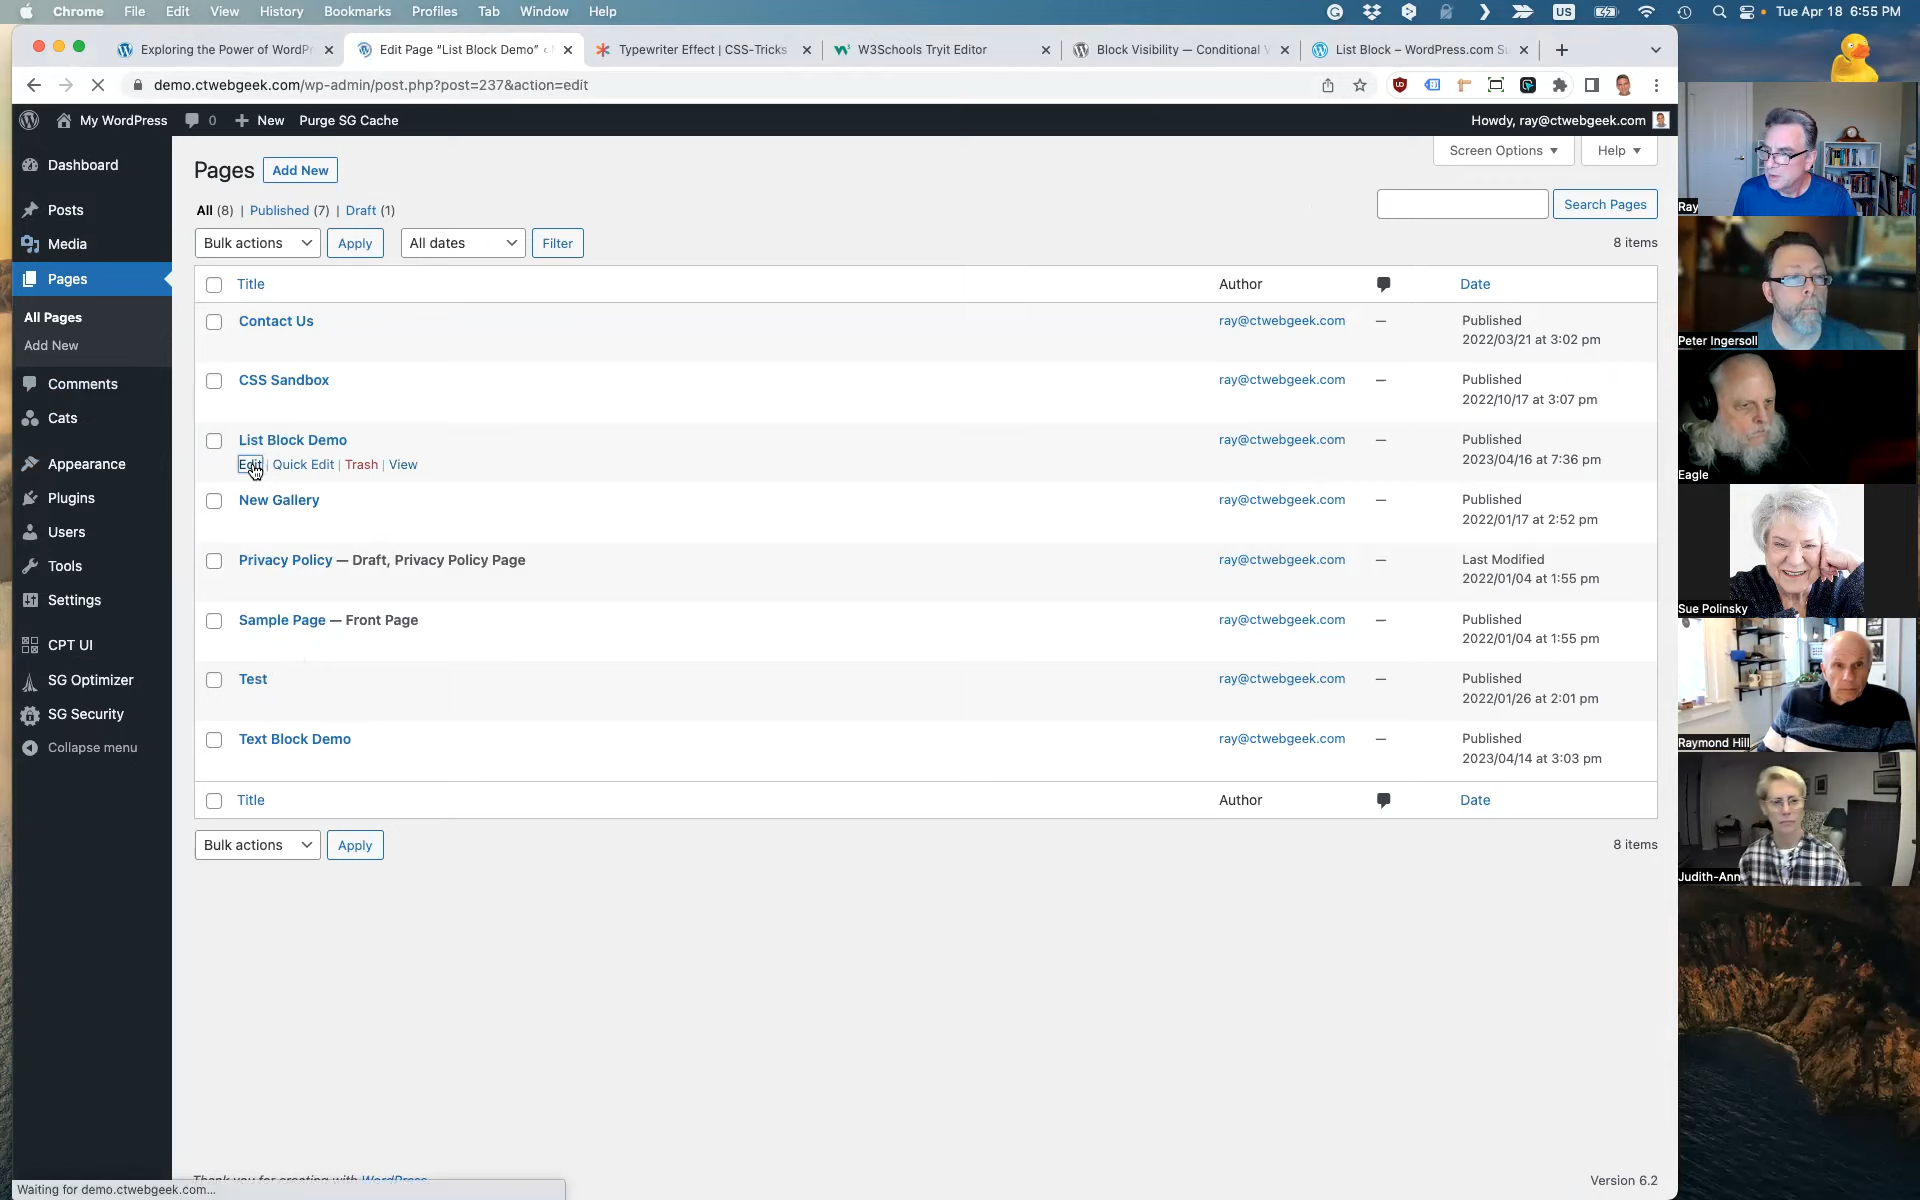 Chrome File Edit View History Bookmarks Profiles Tab Window Help US Tue Apr 18 6:55 PM
Exploring the Power of WordPr
Edit Page “List Block Demo” ‹
Typewriter Effect | CSS-Tricks
W3Schools Tryit Editor
Block Visibility — Conditional V
List Block – WordPress.com Su
demo.ctwebgeek.com/wp-admin/post.php?post=237&action=edit
My WordPress 0 New Purge SG Cache Howdy, ray@ctwebgeek.com
Dashboard
Posts
Media
Pages
All Pages
Add New
Comments
Cats
Appearance
Plugins
Users
Tools
Settings
CPT UI
SG Optimizer
SG Security
Collapse menu
Screen Options Help
Pages Add New
All (8) | Published (7) | Draft (1)
Search Pages
Bulk actions Apply All dates Filter 8 items
Title Author Date
Contact Us ray@ctwebgeek.com — Published
2022/03/21 at 3:02 pm
CSS Sandbox ray@ctwebgeek.com — Published
2022/10/17 at 3:07 pm
List Block Demo ray@ctwebgeek.com — Published
Edit | Quick Edit | Trash | View 2023/04/16 at 7:36 pm
New Gallery ray@ctwebgeek.com — Published
2022/01/17 at 2:52 pm
Privacy Policy — Draft, Privacy Policy Page ray@ctwebgeek.com — Last Modified
2022/01/04 at 1:55 pm
Sample Page — Front Page ray@ctwebgeek.com — Published
2022/01/04 at 1:55 pm
Test ray@ctwebgeek.com — Published
2022/01/26 at 2:01 pm
Text Block Demo ray@ctwebgeek.com — Published
2023/04/14 at 3:03 pm
Title Author Date
Bulk actions Apply 8 items
Thank you for creating with WordPress.
Version 6.2
Waiting for demo.ctwebgeek.com...
Ray
Peter Ingersoll
Eagle
Sue Polinsky
Raymond Hill
Judith-Ann